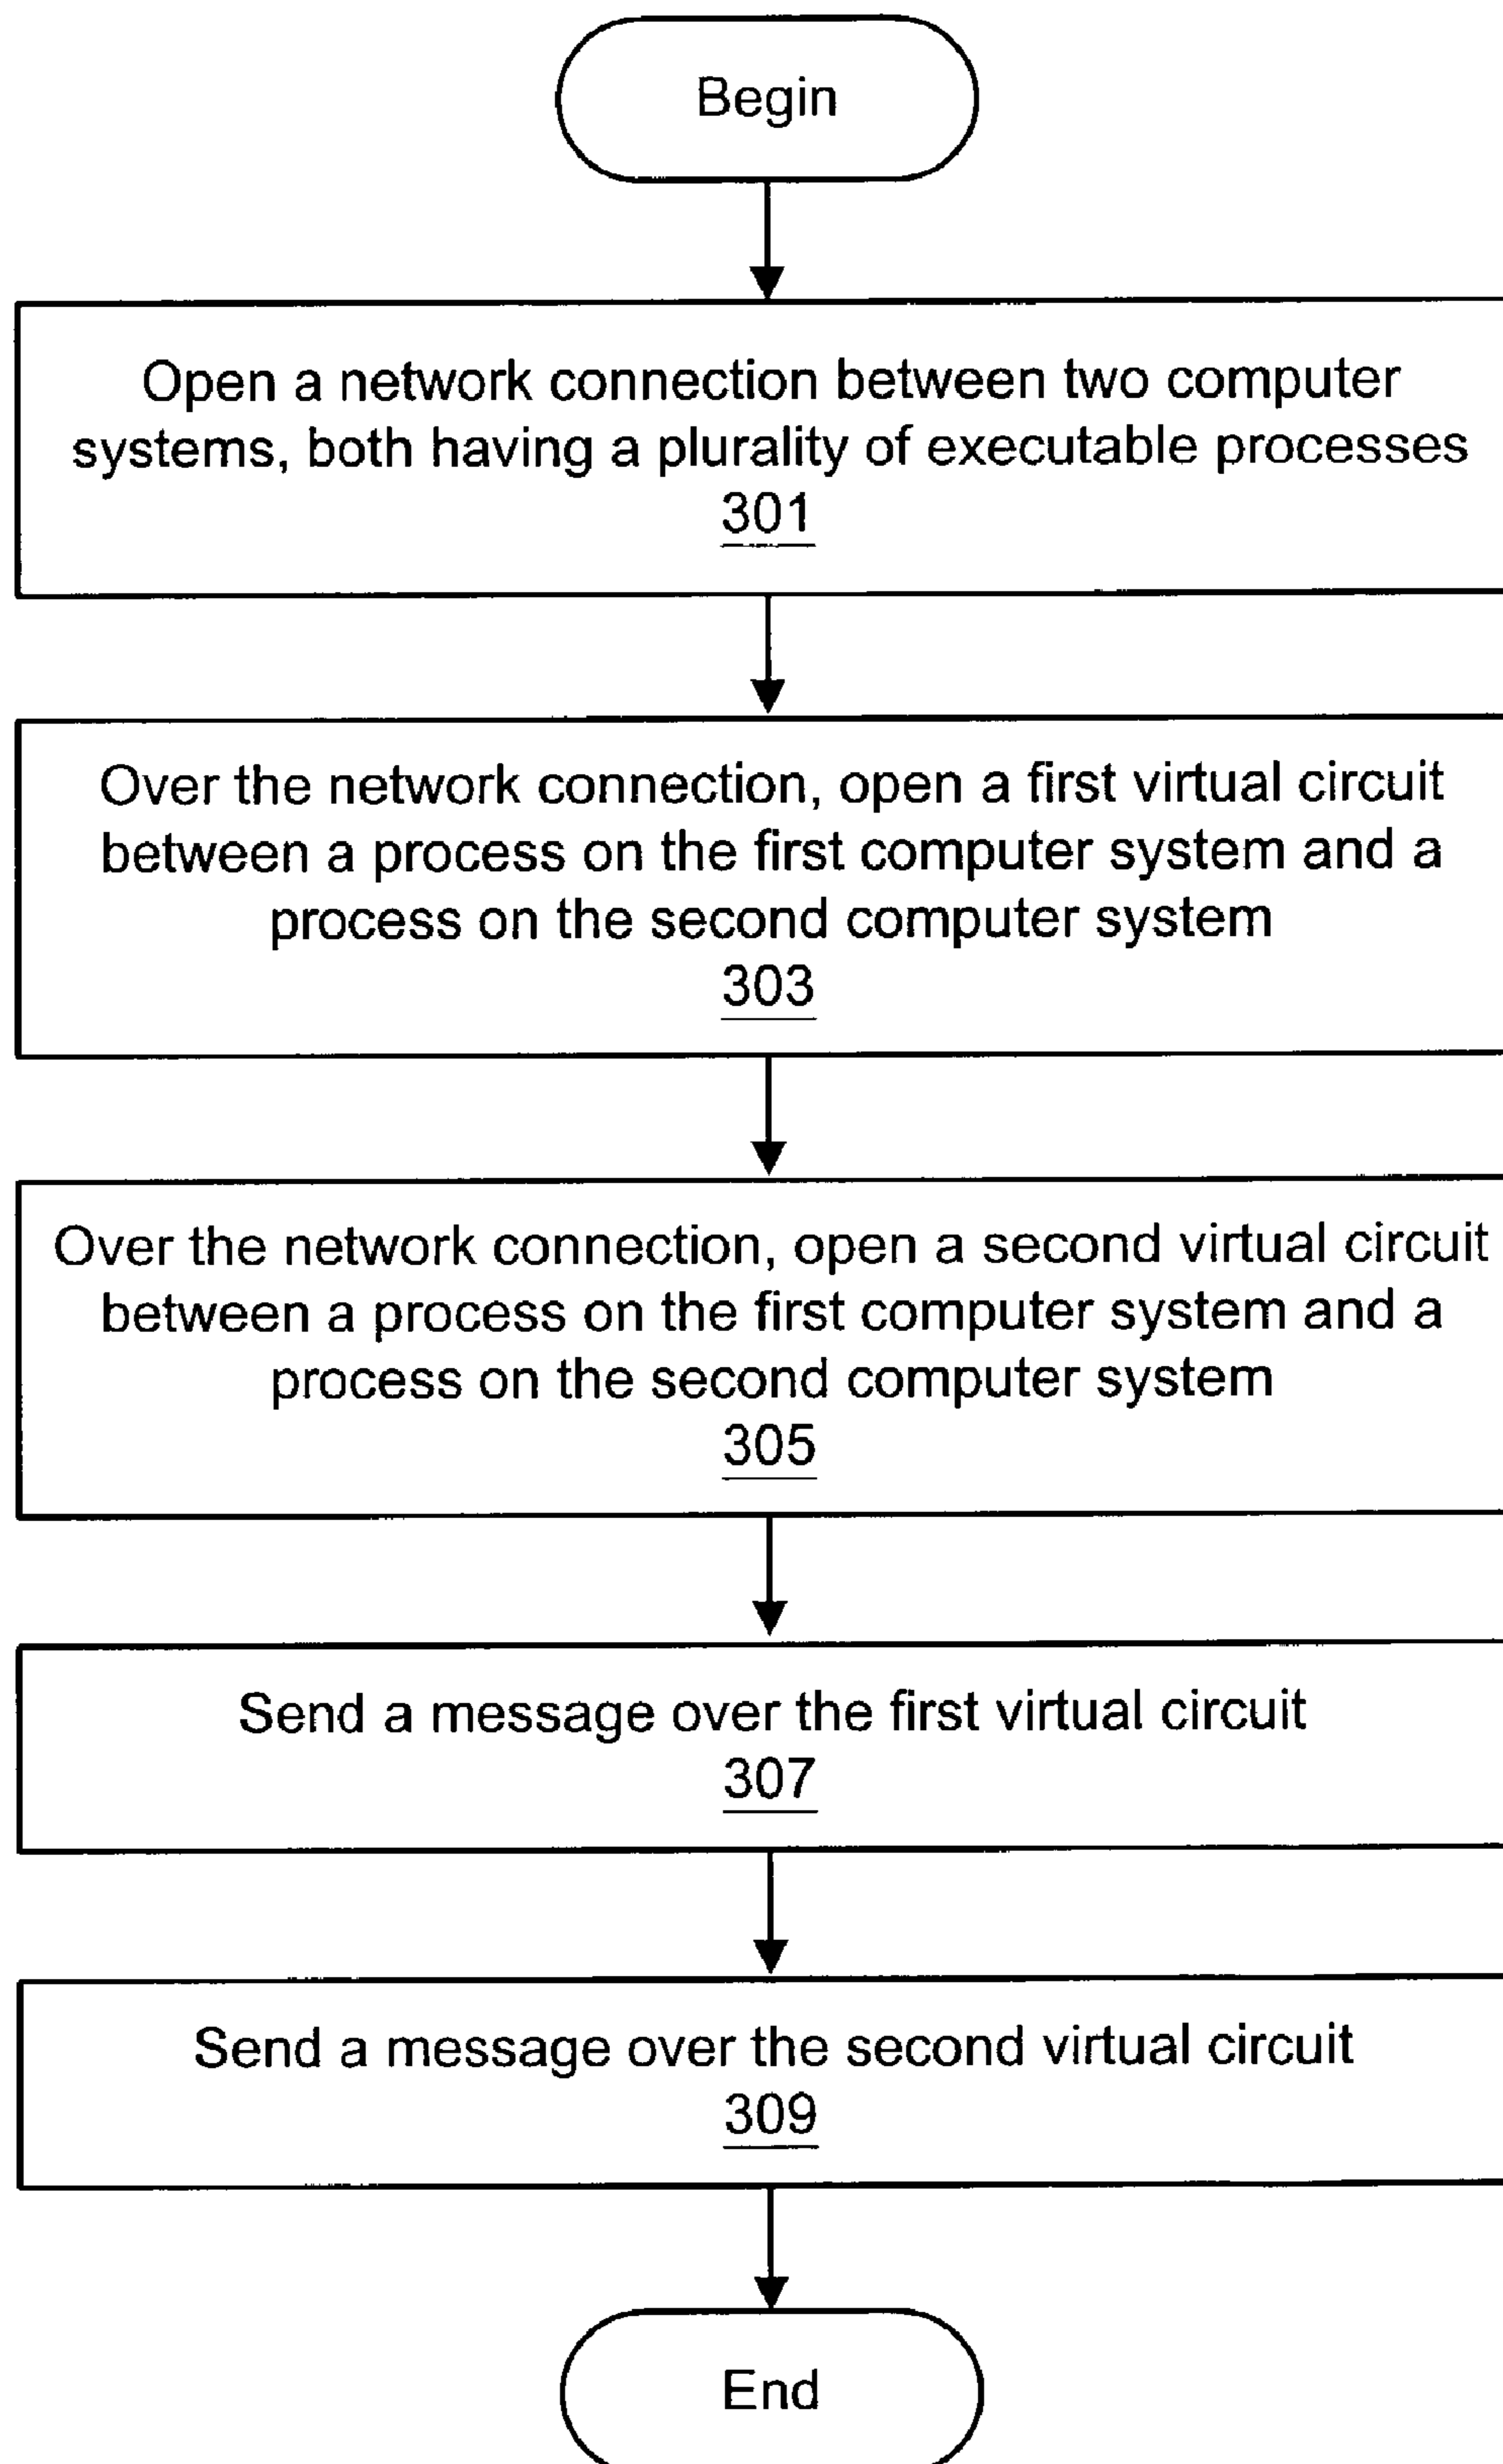 Begin
Open a network connection between two computer
systems, both having a plurality of executable processes
301
Over the network connection, open a first virtual circuit
between a process on the first computer system and a
process on the second computer system
303
Over the network connection, open a second virtual circuit
between a process on the first computer system and a
process on the second computer system
305
Send a message over the first virtual circuit
307
Send a message over the second virtual circuit
309
End